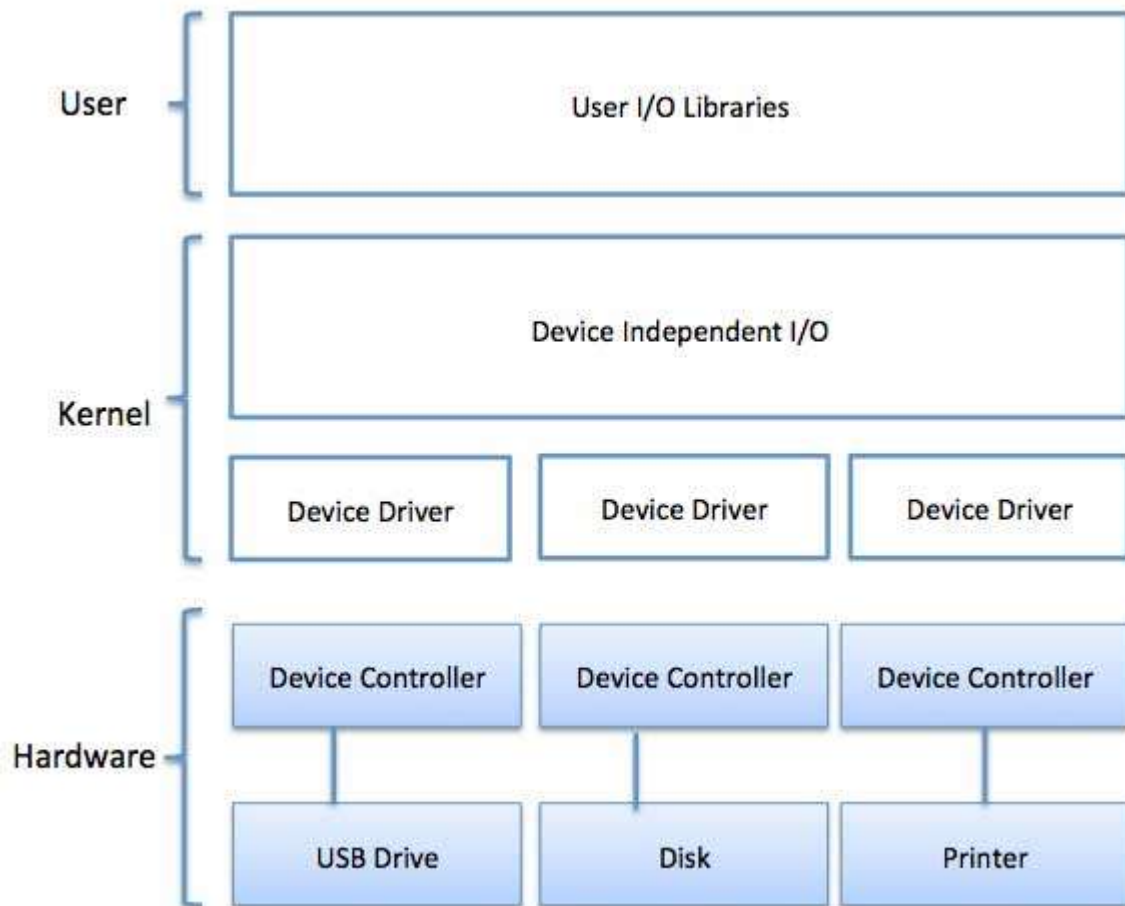 User
User I/O Libraries
Device Independent I/O
Kernel
Device Driver
Device Driver
Device Driver
Device Controller
Device Controller
Device Controller
Hardware
USB Drive
Disk
Printer